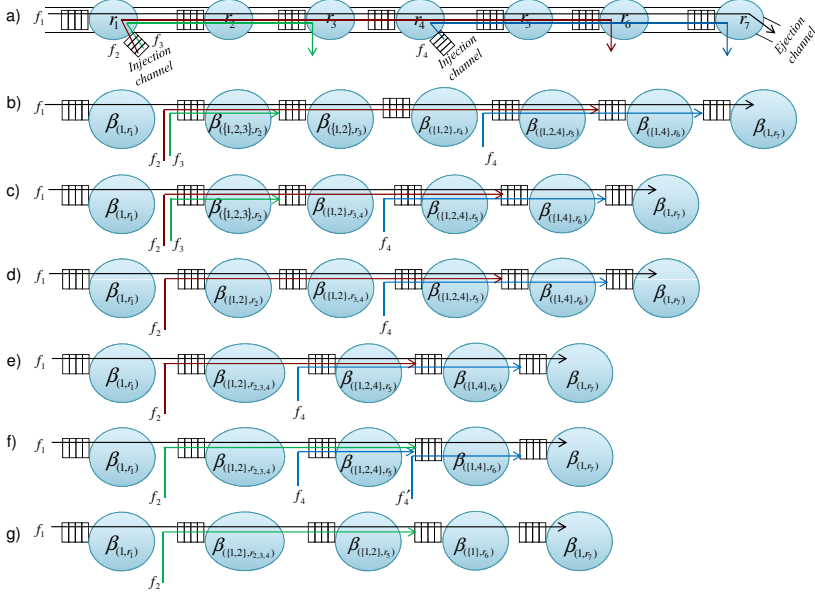 a) f₁ r₁ r₂ r₃ r₄ r₅ r₆ r₇
f₂ f₃ Injection channel f₄ Injection channel Ejection channel
b) f₁ β(1,r₁) β({1,2,3},r₂) β({1,2},r₃) β({1,2},r₄) β({1,2,4},r₅) β({1,4},r₆) β(1,r₇)
f₂ f₃ f₄
c) f₁ β(1,r₁) β({1,2,3},r₂) β({1,2},r₃,₄) β({1,2,4},r₅) β({1,4},r₆) β(1,r₇)
f₂ f₃ f₄
d) f₁ β(1,r₁) β({1,2},r₂) β({1,2},r₃,₄) β({1,2,4},r₅) β({1,4},r₆) β(1,r₇)
f₂ f₄
e) f₁ β(1,r₁) β({1,2},r₂,₃,₄) β({1,2,4},r₅) β({1,4},r₆) β(1,r₇)
f₂ f₄
f) f₁ β(1,r₁) β({1,2},r₂,₃,₄) β({1,2,4},r₅) β({1,4},r₆) β(1,r₇)
f₂ f₄ f₄′
g) f₁ β(1,r₁) β({1,2},r₂,₃,₄) β({1,2},r₅) β({1},r₆) β(1,r₇)
f₂